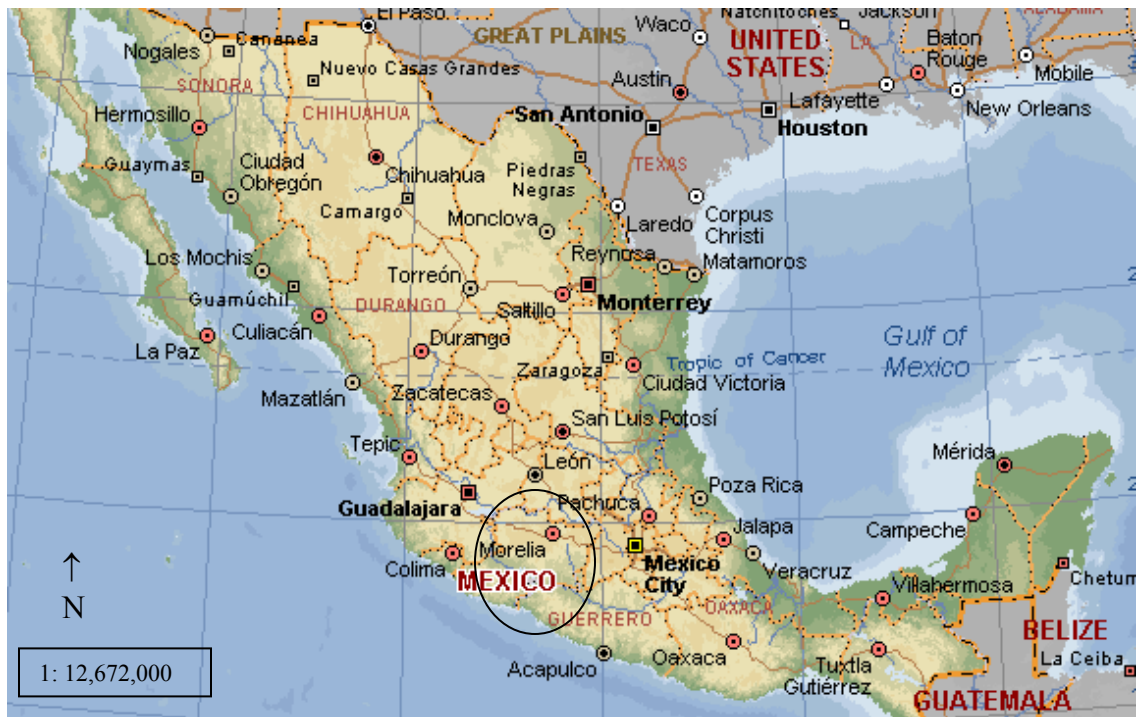 El Paso
Natchitoches
Jackson
ALABAMA
Nogales
Cananea
GREAT PLAINS
Waco
UNITED
STATES
LA
Baton
Rouge
Mobile
3
SONORA
Nuevo Casas Grandes
Austin
Lafayette
New Orleans
Hermosillo
CHIHUAHUA
San Antonio
Houston
Guaymas
Ciudad
Obregón
Chihuahua
Piedras
Negras
TEXAS
Camargo
Monclova
Laredo
Corpus
Christi
Los Mochis
Torreón
Reynosa
Matamoros
2
Guamúchil
DURANGO
Saltillo
Monterrey
Culiacán
La Paz
Durango
Gulf of
Mexico
Tropic of Cancer
Zaragoza
Ciudad Victoria
Mazatlán
Zacatecas
San Luis Potosí
Tepic
León
Mérida
Poza Rica
2
Guadalajara
Pachuca
Campeche
Jalapa
Morelia
Mexico
City
Colima
MEXICO
Veracruz
Villahermosa
Chetum
↑
N
GUERRERO
OAXACA
BELIZE
Acapulco
Oaxaca
Tuxtla
Gutiérrez
La Ceiba
GUATEMALA
1: 12,672,000